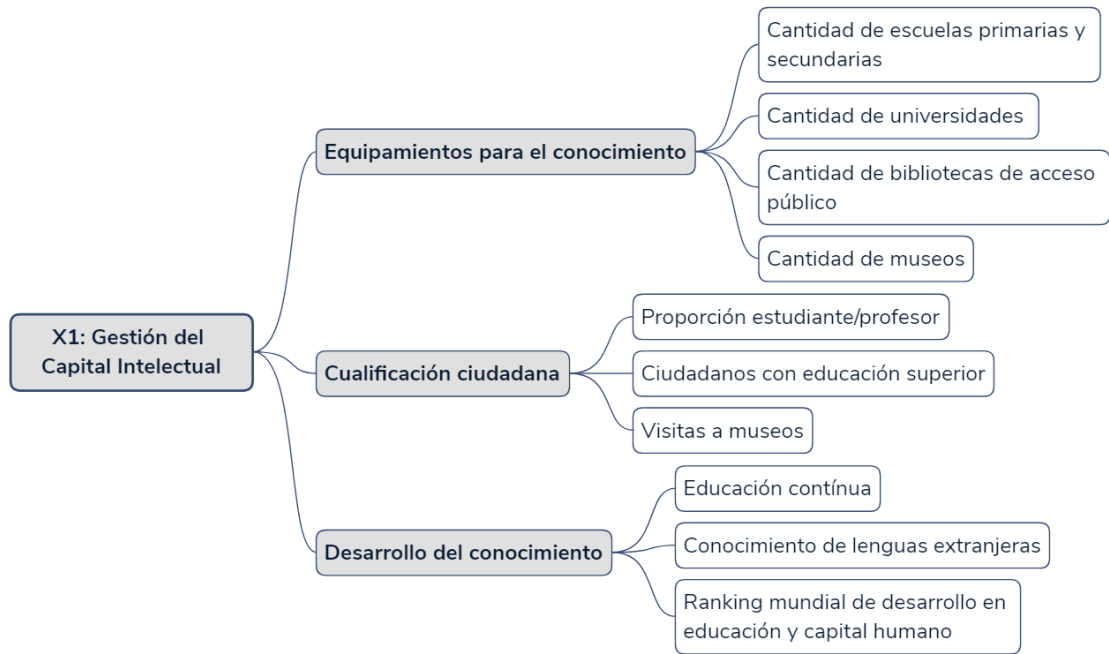 X1: Gestión del
Capital Intelectual
Equipamientos para el conocimiento
Cantidad de escuelas primarias y
secundarias
Cantidad de universidades
Cantidad de bibliotecas de acceso
público
Cantidad de museos
Cualificación ciudadana
Proporción estudiante/profesor
Ciudadanos con educación superior
Visitas a museos
Desarrollo del conocimiento
Educación contínua
Conocimiento de lenguas extranjeras
Ranking mundial de desarrollo en
educación y capital humano